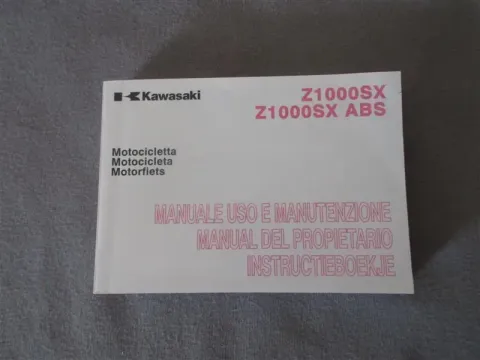 Kawasaki
Z1000SX
Z1000SX ABS
Motocicletta
Motocicleta
Motorfiets
MANUALE USO E MANUTENZIONE
MANUAL DEL PROPIETARIO
INSTRUCTIEBOEKJE